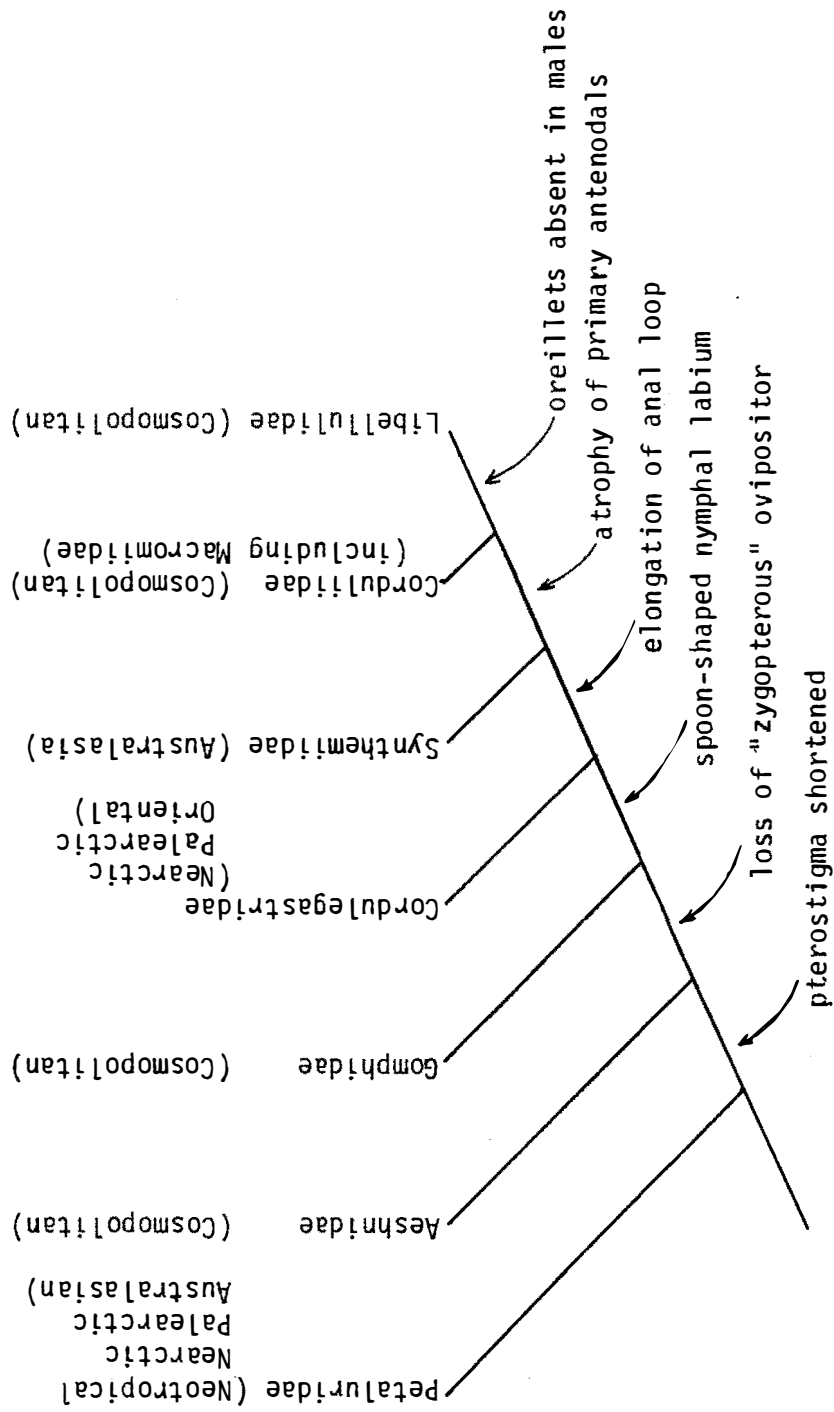 Libellulidae (Cosmopolitan)
Corduliidae (Cosmopolitan)
(including Macromiidae)
Synthemiidae (Australasia)
Cordulegastridae
(Nearctic
Palearctic
Oriental)
Gomphidae (Cosmopolitan)
Aeshnidae (Cosmopolitan)
Petaluridae (Neotropical
Nearctic
Palearctic
Australasian)
oreillets absent in males
atrophy of primary antenodals
elongation of anal loop
spoon-shaped nymphal labium
loss of "zygopterous" ovipositor
pterostigma shortened